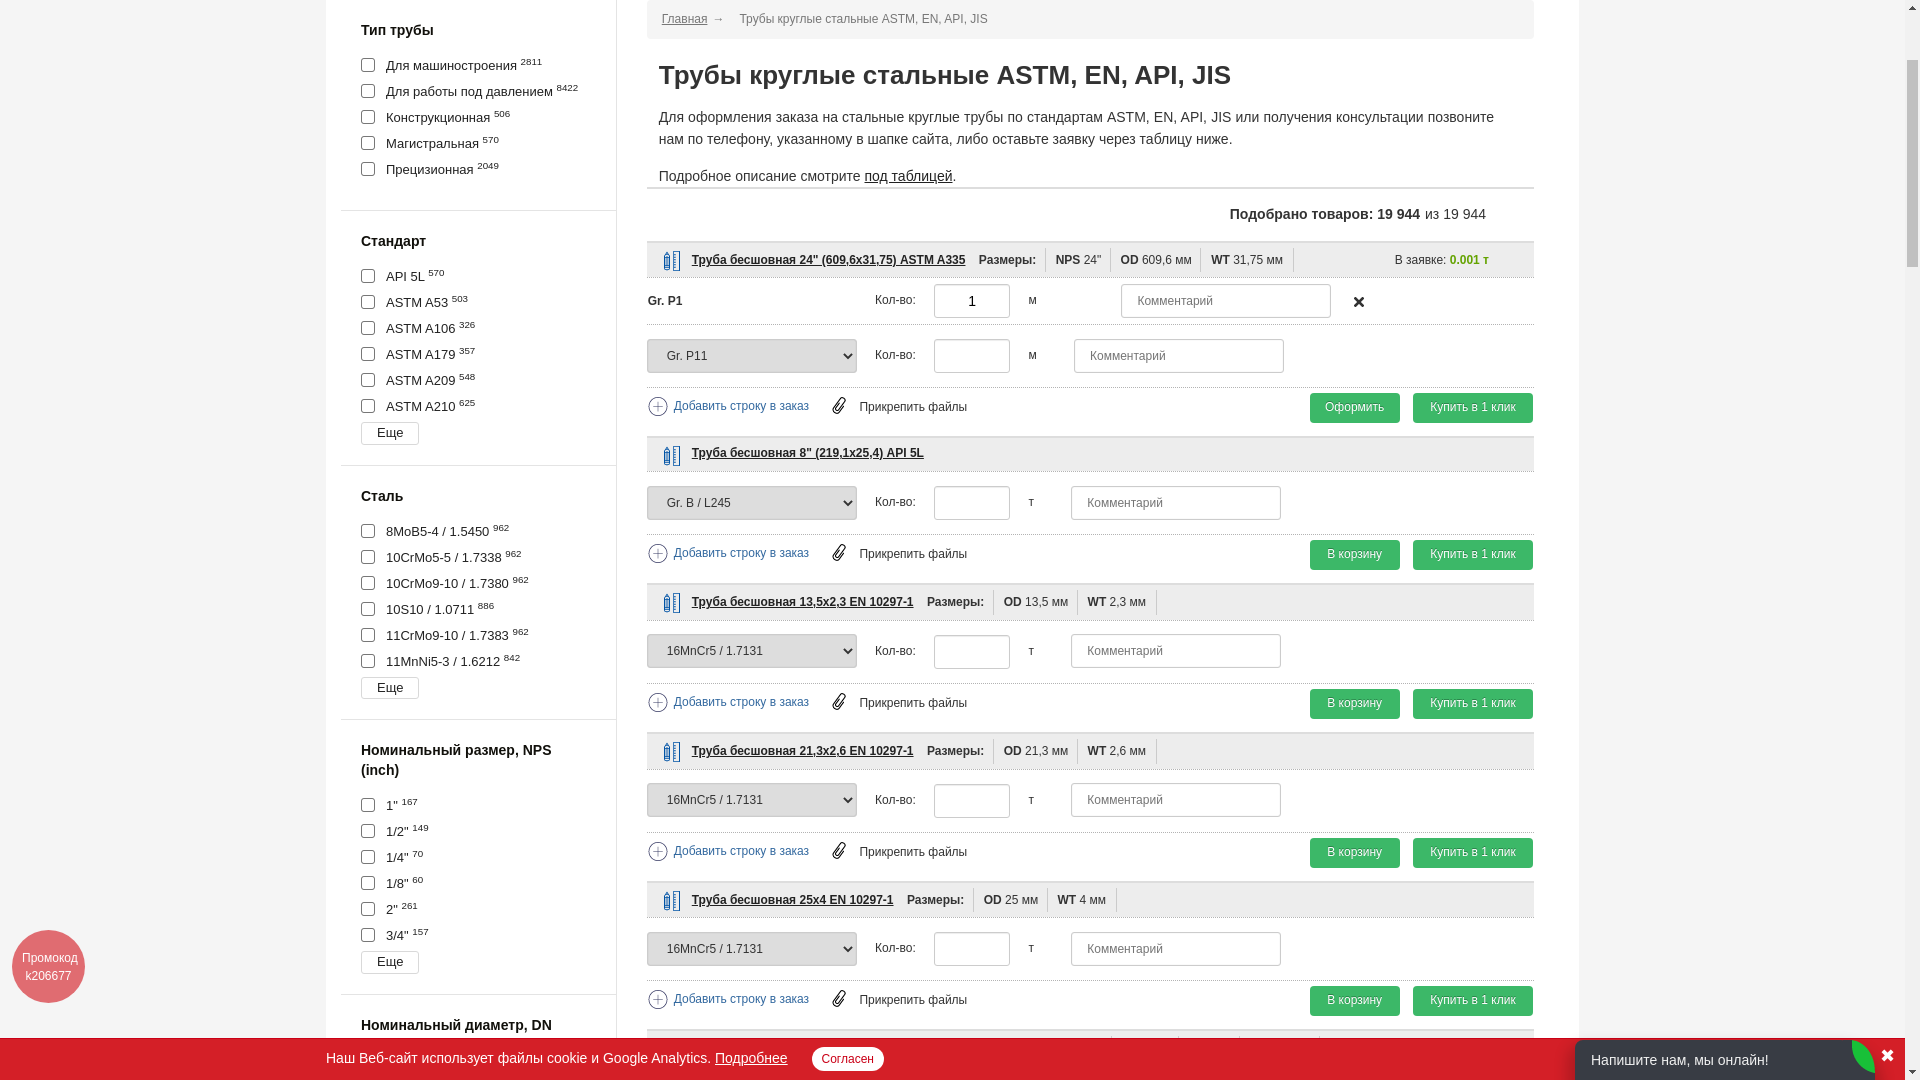 Тип трубы
Для машиностроения 2811
Для работы под давлением 8422
Конструкционная 506
Магистральная 570
Прецизионная 2049
Стандарт
API 5L 570
ASTM A53 503
ASTM A106 326
ASTM A179 357
ASTM A209 548
ASTM A210 625
Еще
Сталь
8MoB5-4 / 1.5450 962
10CrMo5-5 / 1.7338 962
10CrMo9-10 / 1.7380 962
10S10 / 1.0711 886
11CrMo9-10 / 1.7383 962
11MnNi5-3 / 1.6212 842
Еще
Номинальный размер, NPS
(inch)
1" 167
1/2" 149
1/4" 70
1/8" 60
2" 261
3/4" 157
Еще
Номинальный диаметр, DN
Главная → Трубы круглые стальные ASTM, EN, API, JIS
Трубы круглые стальные ASTM, EN, API, JIS
Для оформления заказа на стальные круглые трубы по стандартам ASTM, EN, API, JIS или получения консультации позвоните
нам по телефону, указанному в шапке сайта, либо оставьте заявку через таблицу ниже.
Подробное описание смотрите под таблицей.
Подобрано товаров: 19 944 из 19 944
Труба бесшовная 24" (609,6х31,75) ASTM A335 Размеры: NPS 24" OD 609,6 мм WT 31,75 мм В заявке: 0.001 т
Gr. P1 Кол-во: 1 м Комментарий
Gr. P11 Кол-во: м Комментарий
Добавить строку в заказ Прикрепить файлы Оформить Купить в 1 клик
Труба бесшовная 8" (219,1х25,4) API 5L
Gr. B / L245 Кол-во: т Комментарий
Добавить строку в заказ Прикрепить файлы В корзину Купить в 1 клик
Труба бесшовная 13,5х2,3 EN 10297-1 Размеры: OD 13,5 мм WT 2,3 мм
16MnCr5 / 1.7131 Кол-во: т Комментарий
Добавить строку в заказ Прикрепить файлы В корзину Купить в 1 клик
Труба бесшовная 21,3х2,6 EN 10297-1 Размеры: OD 21,3 мм WT 2,6 мм
16MnCr5 / 1.7131 Кол-во: т Комментарий
Добавить строку в заказ Прикрепить файлы В корзину Купить в 1 клик
Труба бесшовная 25х4 EN 10297-1 Размеры: OD 25 мм WT 4 мм
16MnCr5 / 1.7131 Кол-во: т Комментарий
Добавить строку в заказ Прикрепить файлы В корзину Купить в 1 клик
Промокод
k206677
Наш Веб-сайт использует файлы cookie и Google Analytics. Подробнее Согласен
Напишите нам, мы онлайн!